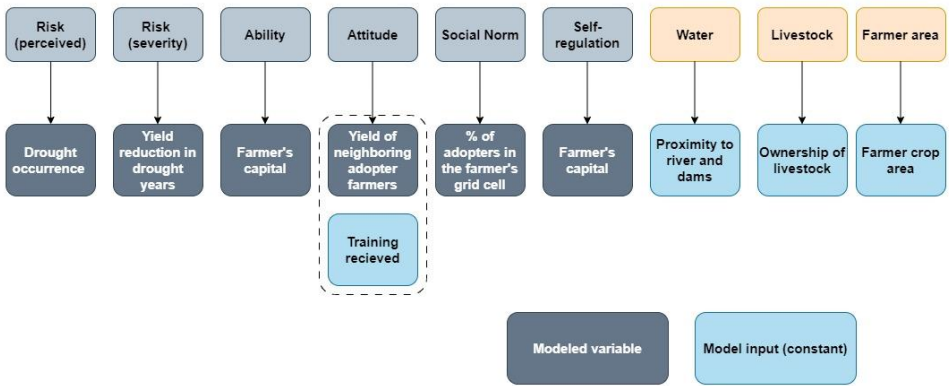 Risk
(perceived)
Risk
(severity)
Ability
Attitude
Social Norm
Self-
regulation
Water
Livestock
Farmer area
Drought
occurrence
Yield
reduction in
drought
years
Farmer's
capital
Yield of
neighboring
adopter
farmers
% of
adopters in
the farmer's
grid cell
Farmer's
capital
Proximity to
river and
dams
Ownership of
livestock
Farmer crop
area
Training
recieved
Modeled variable
Model input (constant)